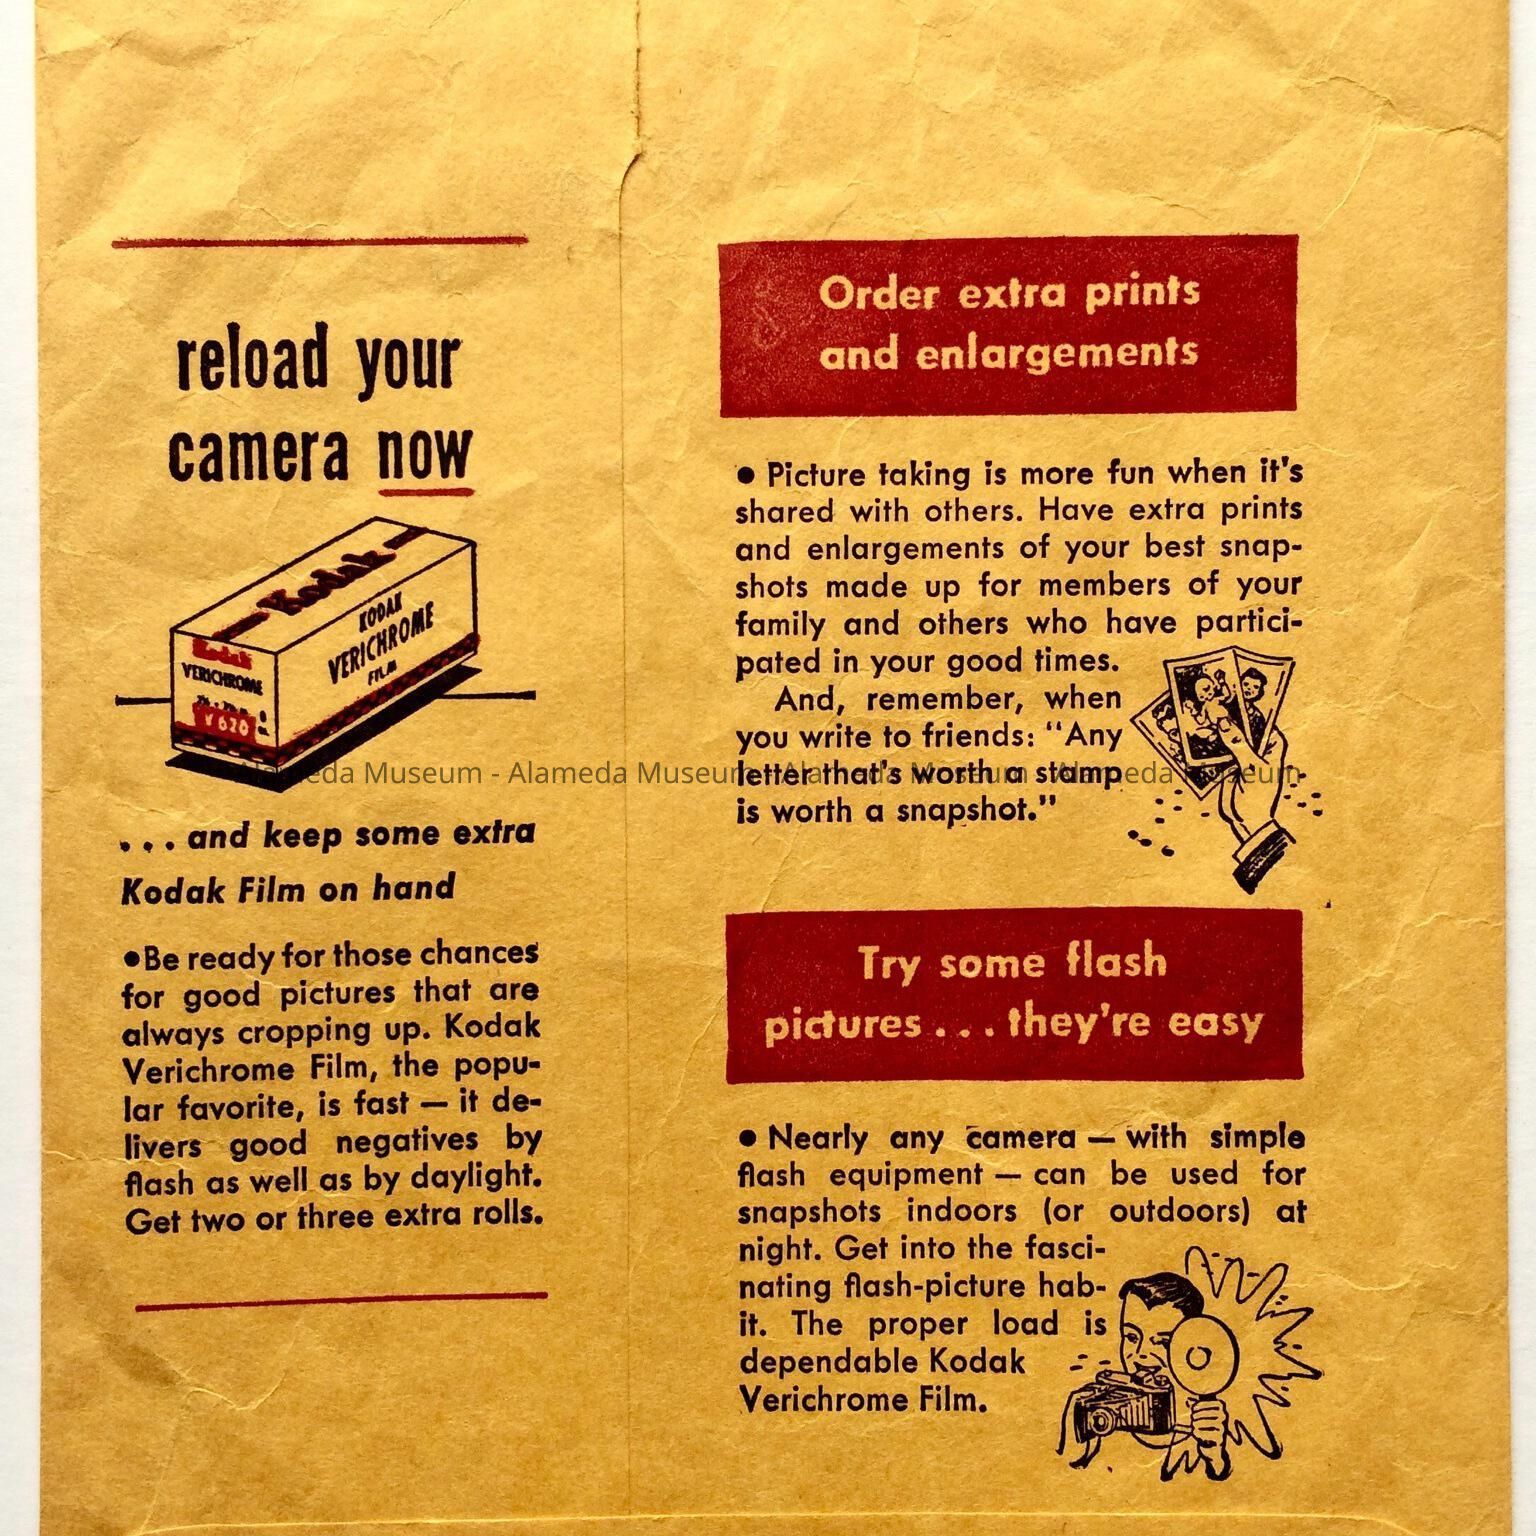 reload your
camera now
Kodak
KODAK
VERICHROME
FILM
Kodak
VERICHROME
V 620
. . . and keep some extra
Kodak Film on hand
•Be ready for those chances
for good pictures that are
always cropping up. Kodak
Verichrome Film, the popu-
lar favorite, is fast — it de-
livers good negatives by
flash as well as by daylight.
Get two or three extra rolls.
Order extra prints
and enlargements
• Picture taking is more fun when it's
shared with others. Have extra prints
and enlargements of your best snap-
shots made up for members of your
family and others who have partici-
pated in your good times.
And, remember, when
you write to friends: “Any
letter that's worth a stamp
is worth a snapshot.”
Try some flash
pictures . . . they're easy
• Nearly any camera — with simple
flash equipment — can be used for
snapshots indoors (or outdoors) at
night. Get into the fasci-
nating flash-picture hab-
it. The proper load is
dependable Kodak
Verichrome Film.
Alameda Museum - Alameda Museum - Alameda Museum - Alameda Museum